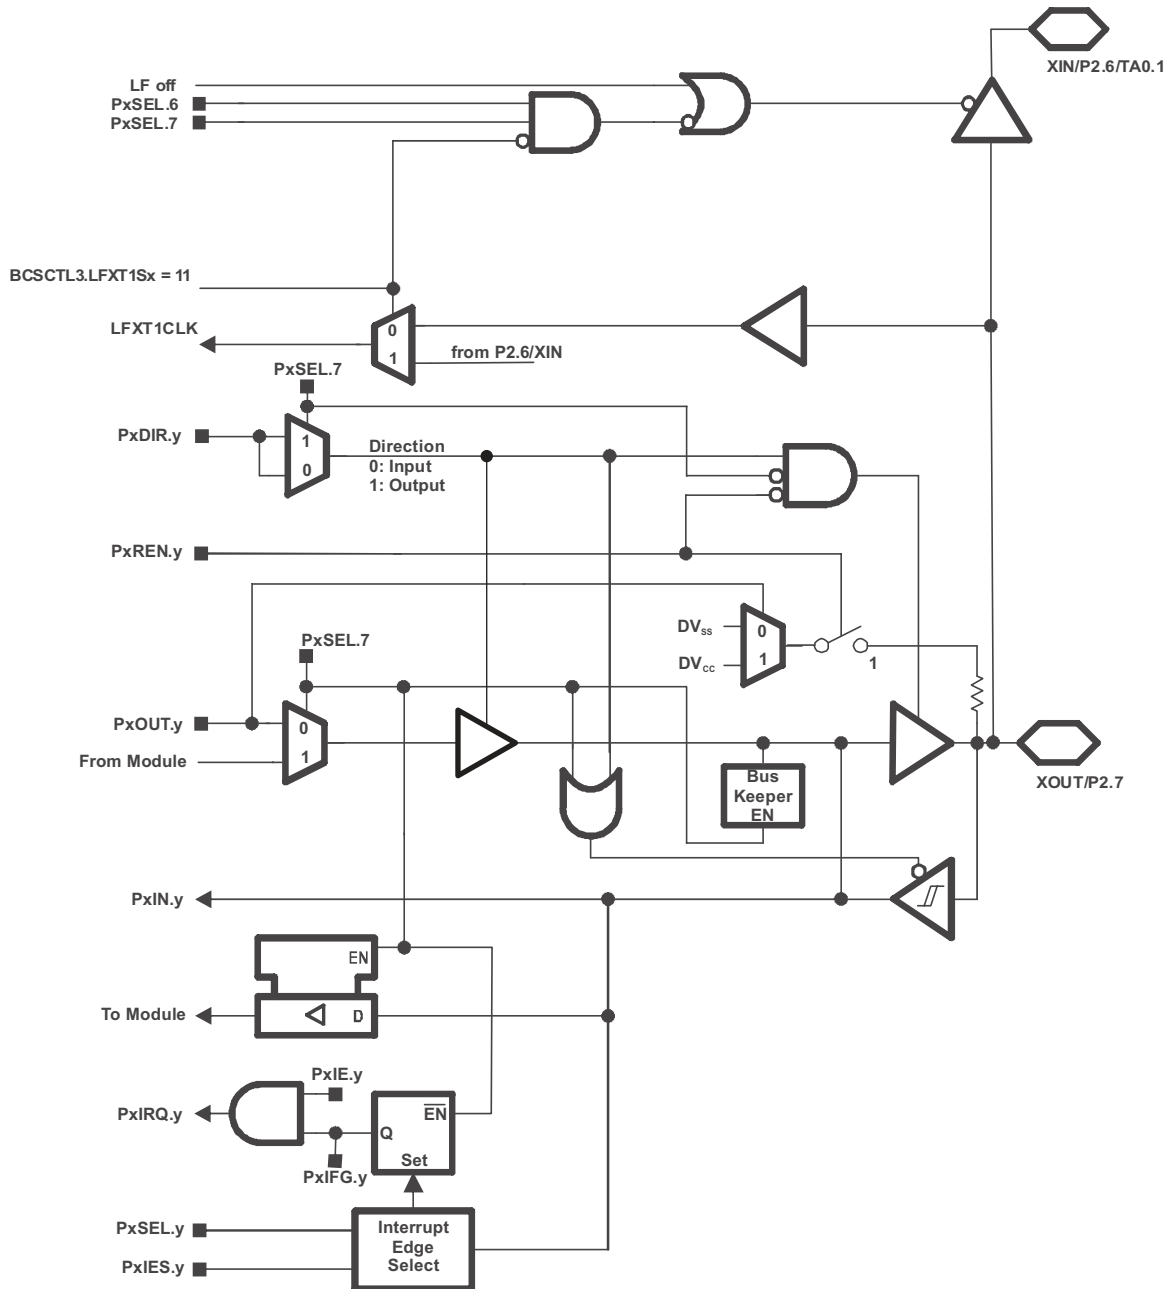 XIN/P2.6/TA0.1
LF off
PxSEL.6
PxSEL.7
BCSCTL3.LFXT1Sx = 11
LFXT1CLK
0
1
from P2.6/XIN
PxSEL.7
PxDIR.y
1
0
Direction
0: Input
1: Output
PxREN.y
DVSS
DVCC
0
1
1
PxSEL.7
PxOUT.y
0
1
From Module
Bus
Keeper
EN
XOUT/P2.7
PxIN.y
EN
To Module
D
PxIE.y
PxIRQ.y
EN
Q
Set
PxIFG.y
PxSEL.y
PxIES.y
Interrupt
Edge
Select